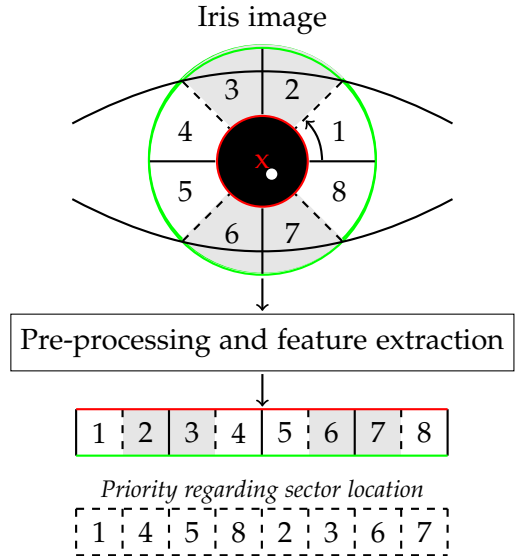 Iris image
3 2
4 1
x
5 8
6 7
Pre-processing and feature extraction
1 2 3 4 5 6 7 8
Priority regarding sector location
1 4 5 8 2 3 6 7